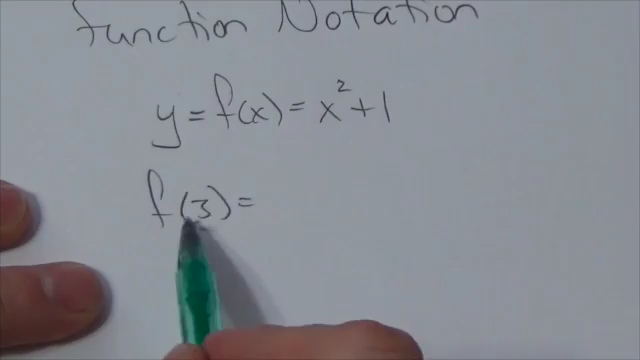 Function Notation
y = f(x) = x² + 1
f(3) =